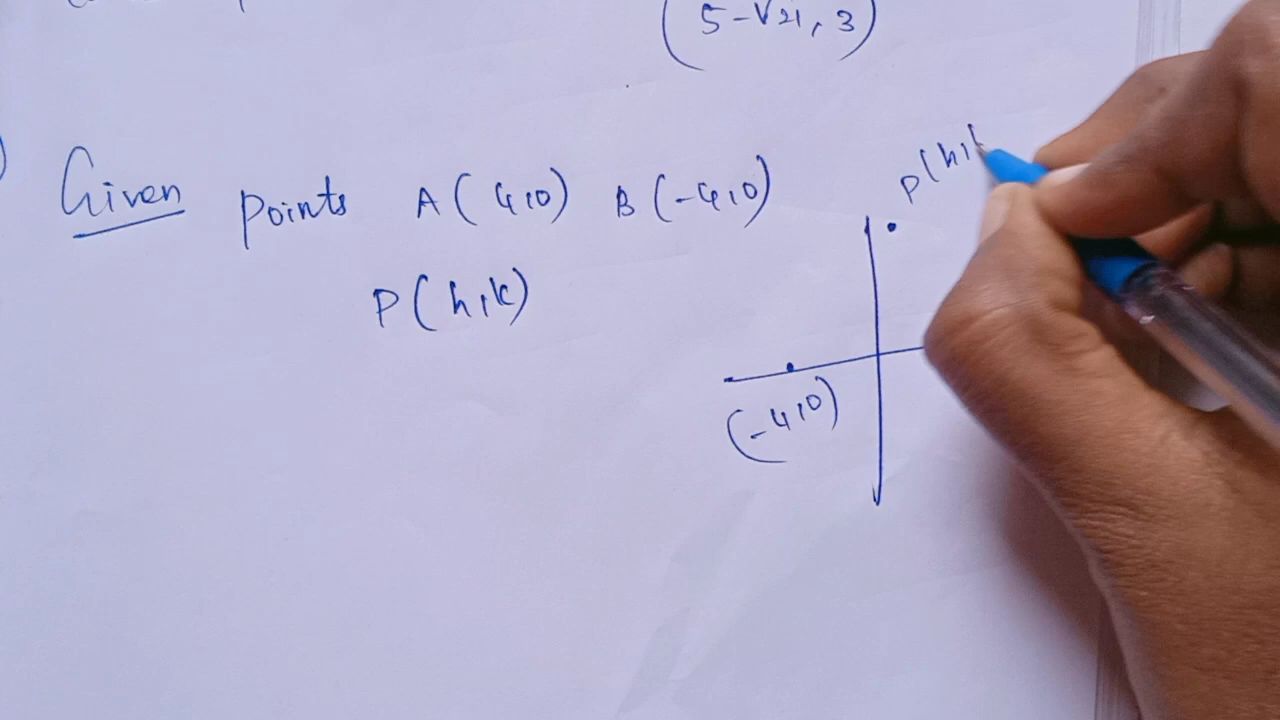 (5-√21, 3)
Given points A(4,0) B(-4,0)
P(h,k)
P(h,k
(-4,0)